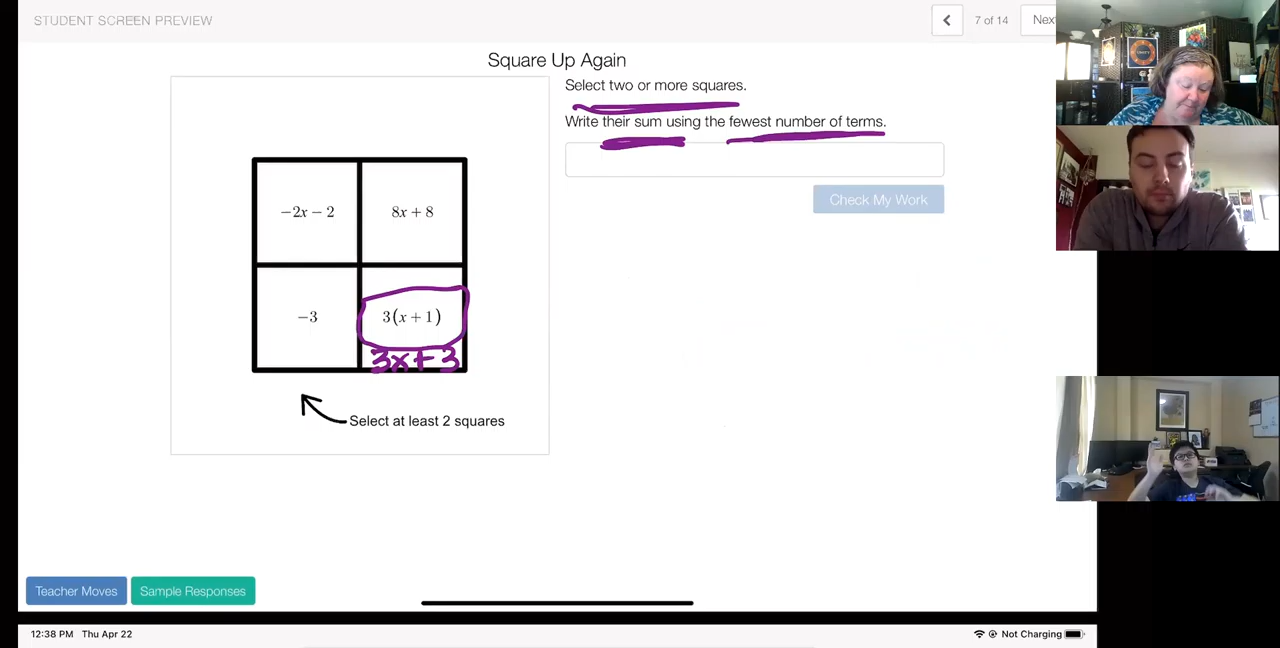 STUDENT SCREEN PREVIEW
7 of 14
Square Up Again
Select two or more squares.
Write their sum using the fewest number of terms.
Check My Work
−2x − 2
8x + 8
−3
3(x + 1)
3x+3
Select at least 2 squares
Teacher Moves
Sample Responses
12:38 PM Thu Apr 22
Not Charging